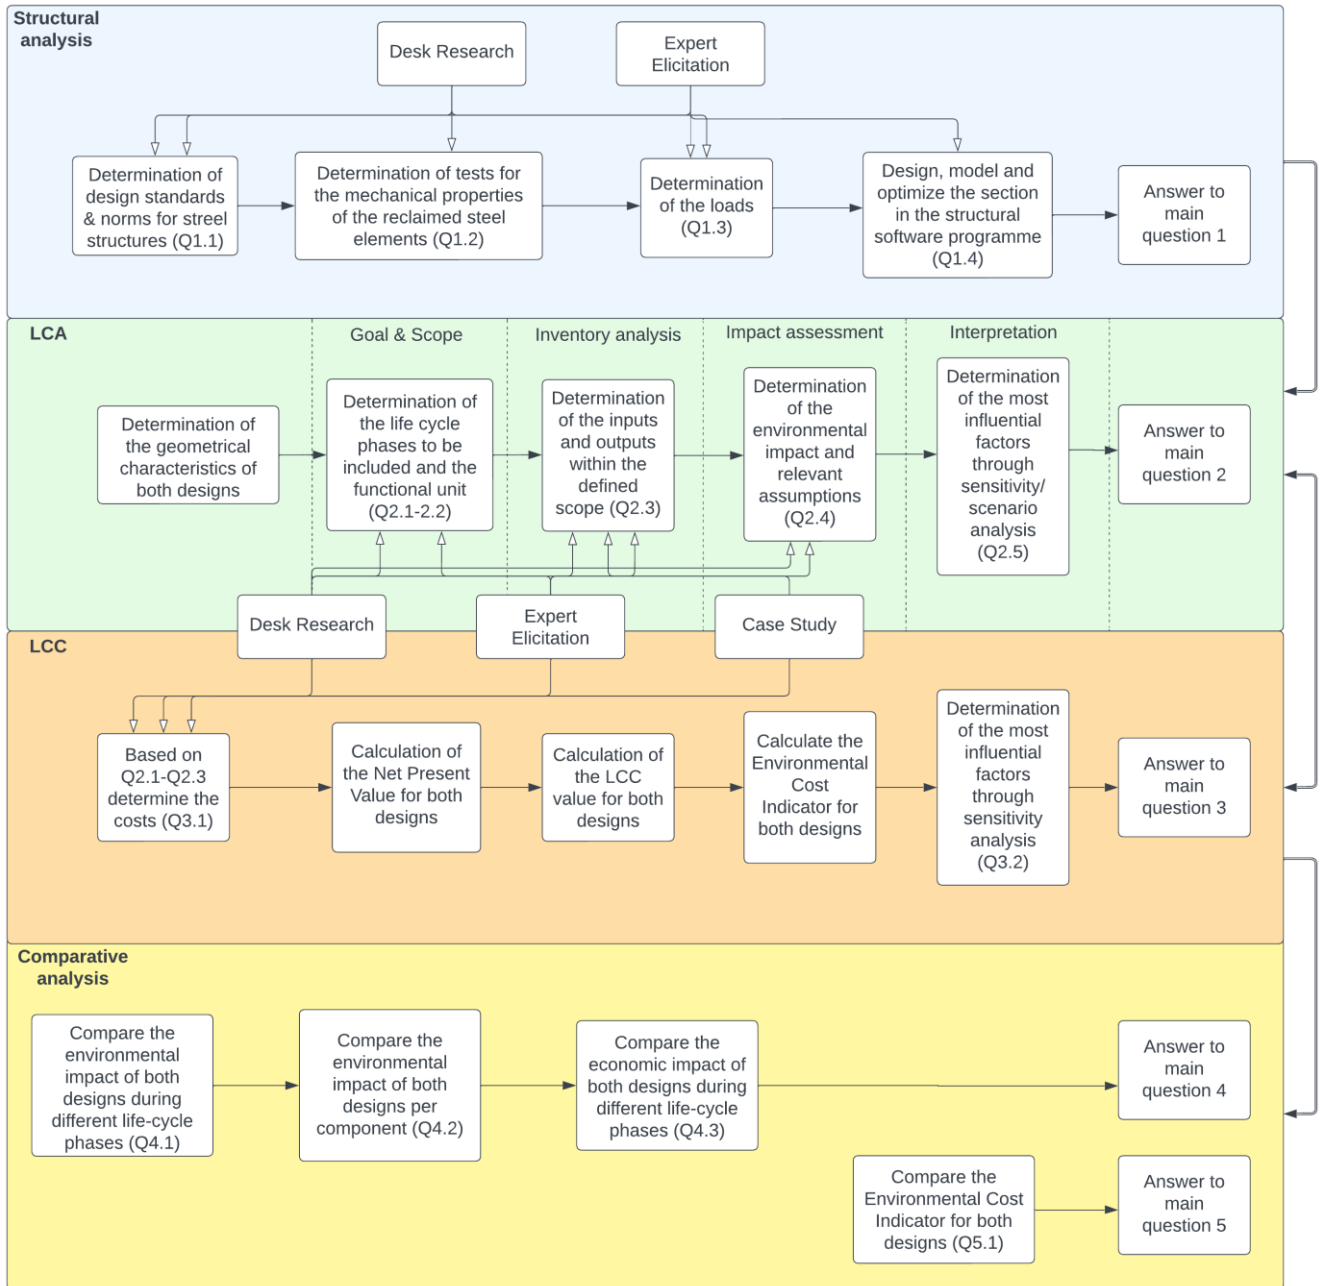 Structural
analysis
Desk Research
Expert
Elicitation
Determination of
design standards
& norms for streel
structures (Q1.1)
Determination of tests for
the mechanical properties
of the reclaimed steel
elements (Q1.2)
Determination
of the loads
(Q1.3)
Design, model and
optimize the section
in the structural
software programme
(Q1.4)
Answer to
main
question 1
LCA
Goal & Scope
Inventory analysis
Impact assessment
Interpretation
Determination of
the geometrical
characteristics of
both designs
Determination of
the life cycle
phases to be
included and the
functional unit
(Q2.1-2.2)
Determination
of the inputs
and outputs
within the
defined
scope (Q2.3)
Determination
of the
environmental
impact and
relevant
assumptions
(Q2.4)
Determination
of the most
influential
factors
through
sensitivity/
scenario
analysis
(Q2.5)
Answer to
main
question 2
Desk Research
Expert
Elicitation
Case Study
LCC
Based on
Q2.1-Q2.3
determine the
costs (Q3.1)
Calculation of
the Net Present
Value for both
designs
Calculation of
the LCC
value for both
designs
Calculate the
Environmental
Cost
Indicator for
both designs
Determination
of the most
influential
factors
through
sensitivity
analysis
(Q3.2)
Answer to
main
question 3
Comparative
analysis
Compare the
environmental
impact of both
designs during
different life-cycle
phases (Q4.1)
Compare the
environmental
impact of both
designs per
component (Q4.2)
Compare the
economic impact of
both designs during
different life-cycle
phases (Q4.3)
Answer to
main
question 4
Compare the
Environmental Cost
Indicator for both
designs (Q5.1)
Answer to
main
question 5